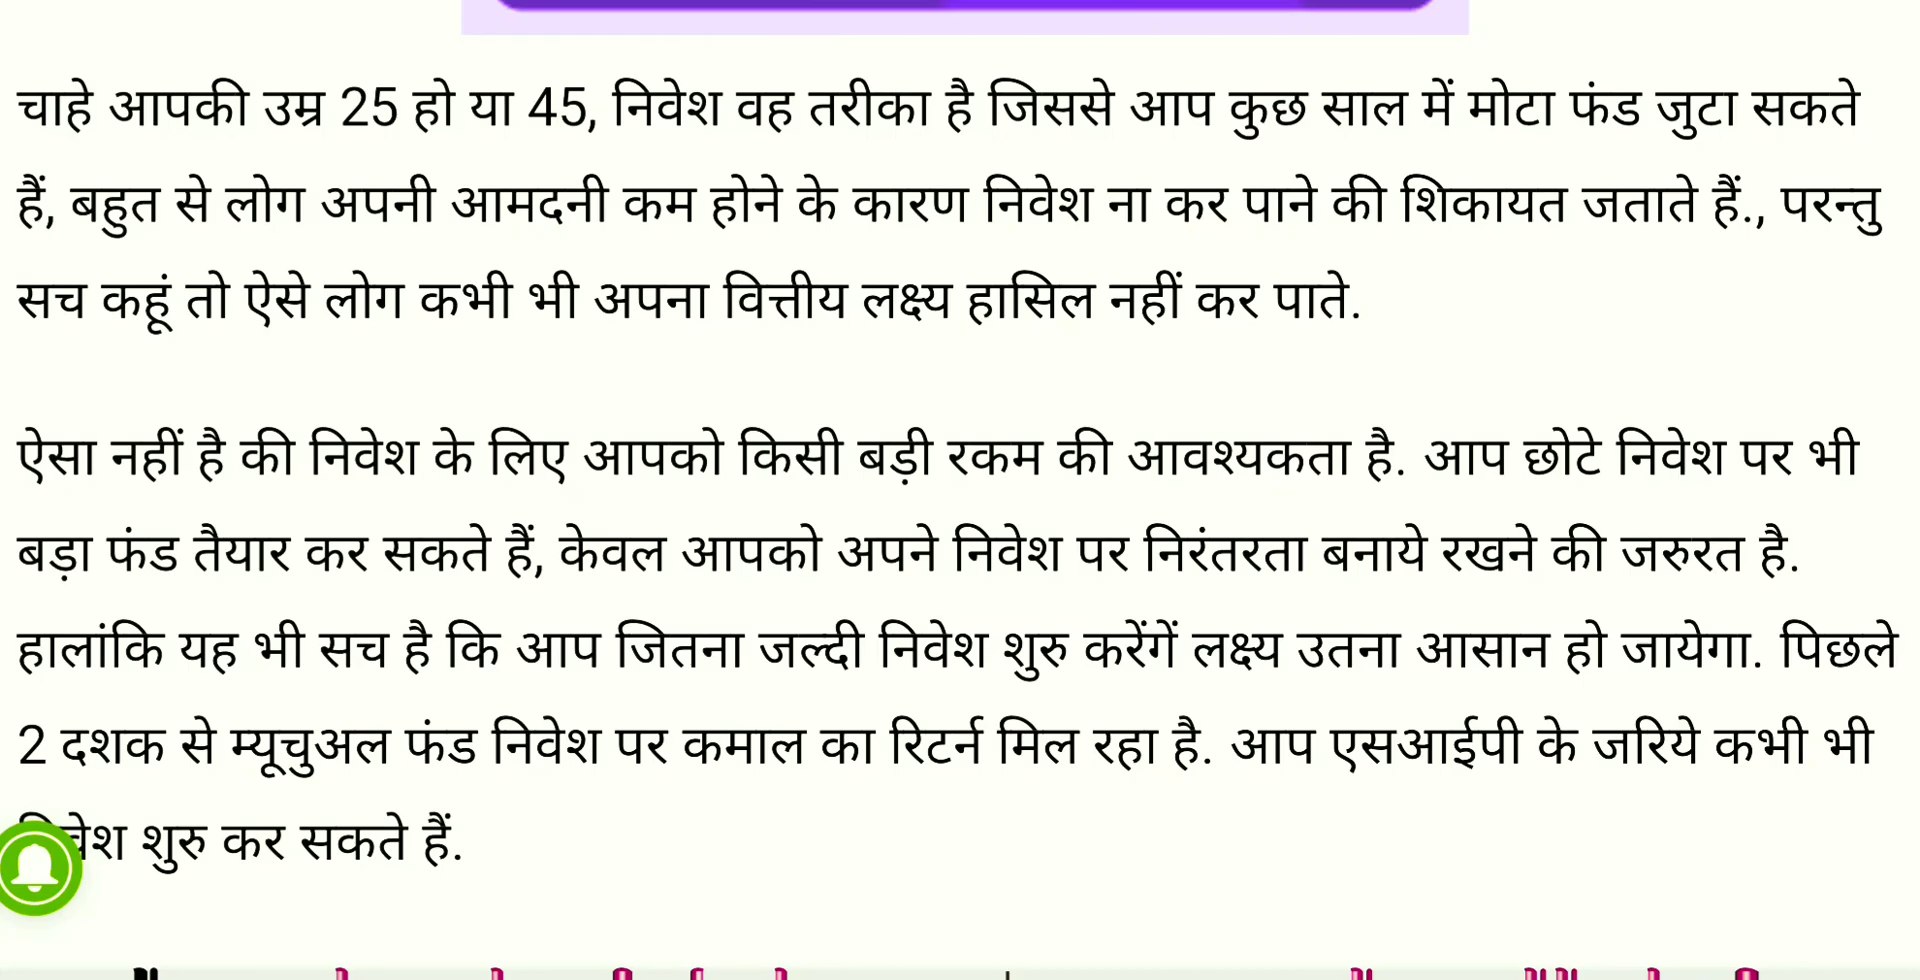 चाहे आपकी उम्र 25 हो या 45, निवेश वह तरीका है जिससे आप कुछ साल में मोटा फंड जुटा सकते
हैं, बहुत से लोग अपनी आमदनी कम होने के कारण निवेश ना कर पाने की शिकायत जताते हैं., परन्तु
सच कहूं तो ऐसे लोग कभी भी अपना वित्तीय लक्ष्य हासिल नहीं कर पाते.
ऐसा नहीं है की निवेश के लिए आपको किसी बड़ी रकम की आवश्यकता है. आप छोटे निवेश पर भी
बड़ा फंड तैयार कर सकते हैं, केवल आपको अपने निवेश पर निरंतरता बनाये रखने की जरुरत है.
हालांकि यह भी सच है कि आप जितना जल्दी निवेश शुरु करेंगें लक्ष्य उतना आसान हो जायेगा. पिछले
2 दशक से म्यूचुअल फंड निवेश पर कमाल का रिटर्न मिल रहा है. आप एसआईपी के जरिये कभी भी
शुरु कर सकते हैं.